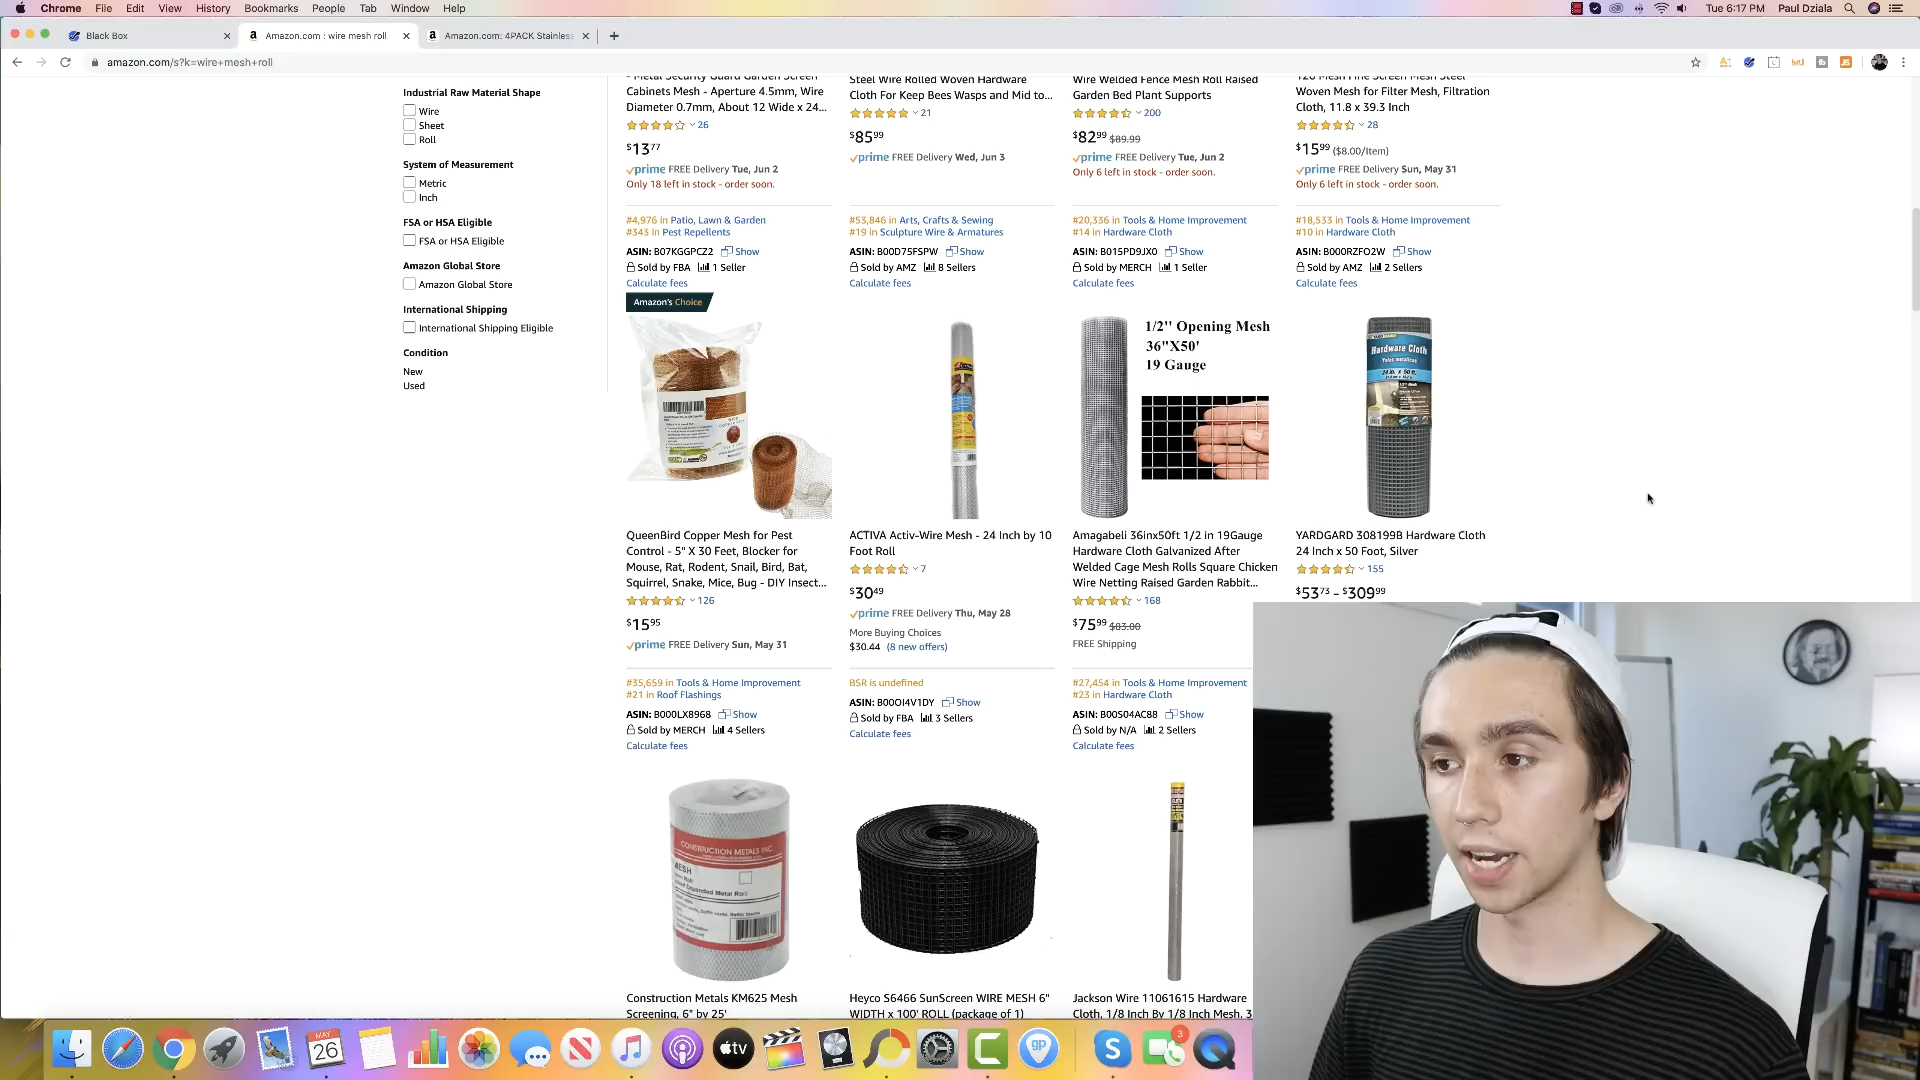 Chrome File Edit View History Bookmarks People Tab Window Help
Tue 6:17 PM Paul Dziala
Black Box
Amazon.com : wire mesh roll
Amazon.com: 4PACK Stainless
amazon.com/s?k=wire+mesh+roll
Industrial Raw Material Shape
Wire
Sheet
Roll
System of Measurement
Metric
Inch
FSA or HSA Eligible
FSA or HSA Eligible
Amazon Global Store
Amazon Global Store
International Shipping
International Shipping Eligible
Condition
New
Used
- Metal Security Guard Garden Screen
Cabinets Mesh - Aperture 4.5mm, Wire
Diameter 0.7mm, About 12 Wide x 24...
26
$13.77
prime FREE Delivery Tue, Jun 2
Only 18 left in stock - order soon.
#4,976 in Patio, Lawn & Garden
#343 in Pest Repellents
ASIN: B07KGGPCZ2 Show
Sold by FBA 1 Seller
Calculate fees
Steel Wire Rolled Woven Hardware
Cloth For Keep Bees Wasps and Mid to...
21
$85.99
prime FREE Delivery Wed, Jun 3
#53,846 in Arts, Crafts & Sewing
#19 in Sculpture Wire & Armatures
ASIN: B00D75FSPW Show
Sold by AMZ 8 Sellers
Calculate fees
Wire Welded Fence Mesh Roll Raised
Garden Bed Plant Supports
200
$82.99 $89.99
prime FREE Delivery Tue, Jun 2
Only 6 left in stock - order soon.
#20,336 in Tools & Home Improvement
#14 in Hardware Cloth
ASIN: B015PD9JX0 Show
Sold by MERCH 1 Seller
Calculate fees
120 Mesh Fine Screen Mesh Steel
Woven Mesh for Filter Mesh, Filtration
Cloth, 11.8 x 39.3 Inch
28
$15.99 ($8.00/Item)
prime FREE Delivery Sun, May 31
Only 6 left in stock - order soon.
#18,533 in Tools & Home Improvement
#10 in Hardware Cloth
ASIN: B000RZFO2W Show
Sold by AMZ 2 Sellers
Calculate fees
Amazon's Choice
QueenBird Copper Mesh for Pest
Control - 5" X 30 Feet, Blocker for
Mouse, Rat, Rodent, Snail, Bird, Bat,
Squirrel, Snake, Mice, Bug - DIY Insect...
126
$15.95
prime FREE Delivery Sun, May 31
#35,659 in Tools & Home Improvement
#21 in Roof Flashings
ASIN: B000LX8968 Show
Sold by MERCH 4 Sellers
Calculate fees
ACTIVA Activ-Wire Mesh - 24 Inch by 10
Foot Roll
7
$30.49
prime FREE Delivery Thu, May 28
More Buying Choices
$30.44 (8 new offers)
BSR is undefined
ASIN: B00OI4V1DY Show
Sold by FBA 3 Sellers
Calculate fees
1/2'' Opening Mesh
36"X50'
19 Gauge
Amagabeli 36inx50ft 1/2 in 19Gauge
Hardware Cloth Galvanized After
Welded Cage Mesh Rolls Square Chicken
Wire Netting Raised Garden Rabbit...
168
$75.99 $83.00
FREE Shipping
#27,454 in Tools & Home Improvement
#23 in Hardware Cloth
ASIN: B00S04AC88 Show
Sold by N/A 2 Sellers
Calculate fees
Hardware Cloth
YARDGARD 308199B Hardware Cloth
24 Inch x 50 Foot, Silver
155
$53.73 - $309.99
CONSTRUCTION METALS INC.
MESH
Construction Metals KM625 Mesh
Screening, 6" by 25'
Heyco S6466 SunScreen WIRE MESH 6"
WIDTH x 100' ROLL (package of 1)
Jackson Wire 11061615 Hardware
Cloth, 1/8 Inch By 1/8 Inch Mesh, 3
MAY
26
tv
gp
3